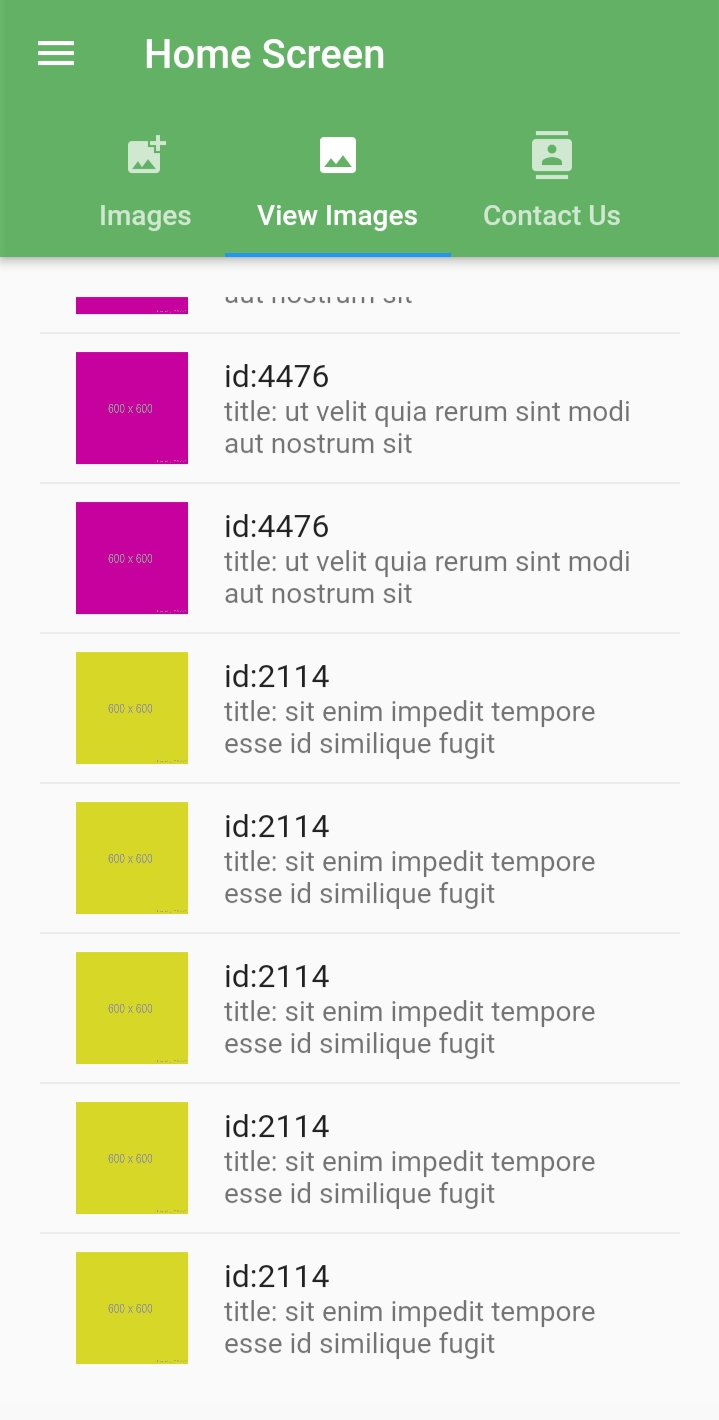 Home Screen
Images
View Images
Contact Us
aut nostrum sit
600 x 600
id:4476
title: ut velit quia rerum sint modi
aut nostrum sit
600 x 600
id:4476
title: ut velit quia rerum sint modi
aut nostrum sit
600 x 600
id:2114
title: sit enim impedit tempore
esse id similique fugit
600 x 600
id:2114
title: sit enim impedit tempore
esse id similique fugit
600 x 600
id:2114
title: sit enim impedit tempore
esse id similique fugit
600 x 600
id:2114
title: sit enim impedit tempore
esse id similique fugit
600 x 600
id:2114
title: sit enim impedit tempore
esse id similique fugit